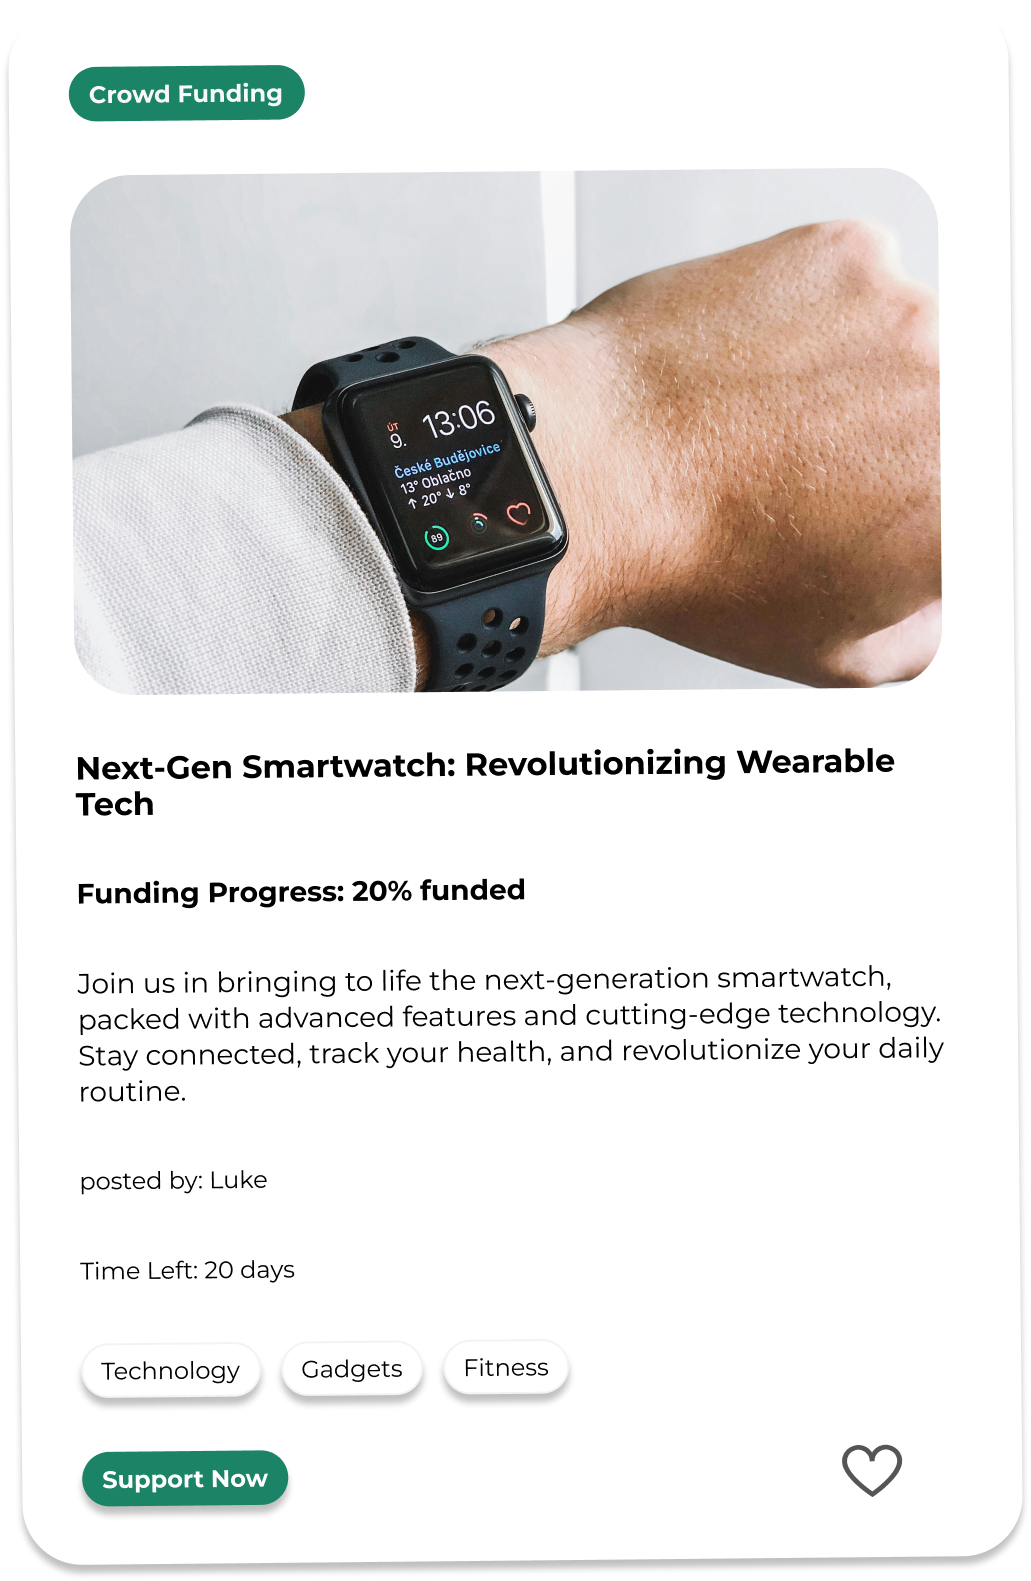 Crowd Funding
ÚT
9. 13:06
České Budějovice
13° Oblačno
↑ 20° ↓ 8°
89
Next-Gen Smartwatch: Revolutionizing Wearable
Tech
Funding Progress: 20% funded
Join us in bringing to life the next-generation smartwatch,
packed with advanced features and cutting-edge technology.
Stay connected, track your health, and revolutionize your daily
routine.
posted by: Luke
Time Left: 20 days
Technology Gadgets Fitness
Support Now